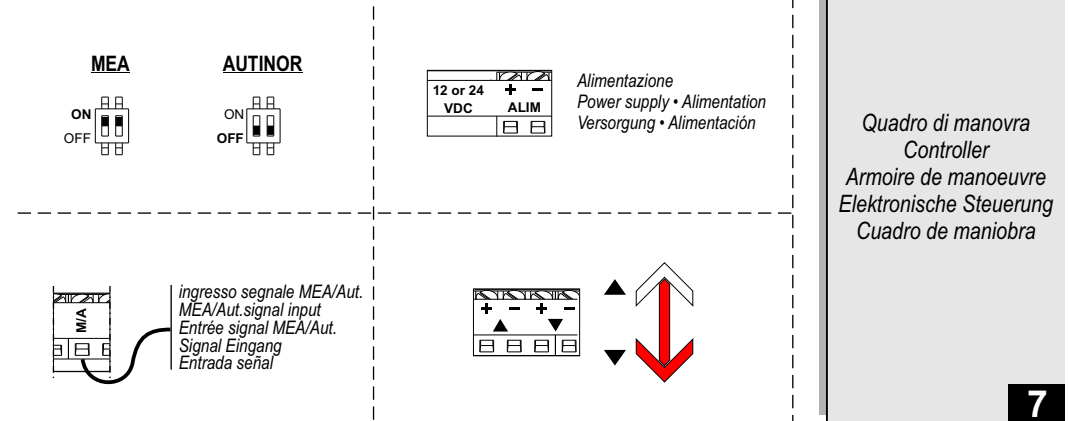 MEA
ON
OFF
AUTINOR
ON
OFF
12 or 24
VDC
+ −
ALIM
Alimentazione
Power supply • Alimentation
Versorgung • Alimentación
M/A
ingresso segnale MEA/Aut.
MEA/Aut.signal input
Entrée signal MEA/Aut.
Signal Eingang
Entrada señal
+ − + −
Quadro di manovra
Controller
Armoire de manoeuvre
Elektronische Steuerung
Cuadro de maniobra
7